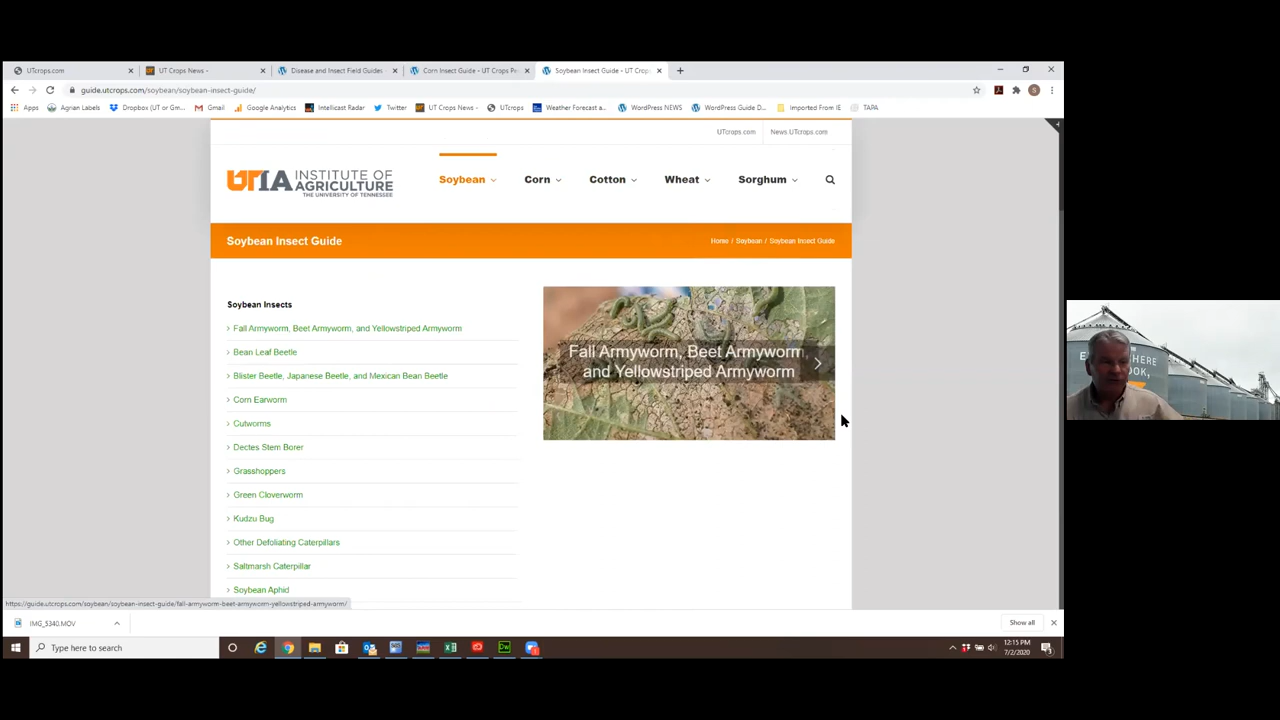 UTcrops.com
UT Crops News -
Disease and Insect Field Guides -
Corn Insect Guide - UT Crops Pr
Soybean Insect Guide - UT Crops
guide.utcrops.com/soybean/soybean-insect-guide/
Apps
Agrian Labels
Dropbox (UT or Gm...
Gmail
Intellicast Radar
Google Analytics
Twitter
UT Crops News -
UTcrops
Weather Forecast a...
WordPress NEWS
WordPress Guide D...
Imported From IE
TAPA
UTcrops.com
News UTcrops.com
UTIA INSTITUTE OF
AGRICULTURE
THE UNIVERSITY OF TENNESSEE
Soybean
Corn
Cotton
Wheat
Sorghum
Soybean Insect Guide
Home / Soybean / Soybean Insect Guide
Soybean Insects
Fall Armyworm, Beet Armyworm, and Yellowstriped Armyworm
Bean Leaf Beetle
Blister Beetle, Japanese Beetle, and Mexican Bean Beetle
Corn Earworm
Cutworms
Dectes Stem Borer
Grasshoppers
Green Cloverworm
Kudzu Bug
Other Defoliating Caterpillars
Saltmarsh Caterpillar
Soybean Aphid
Fall Armyworm, Beet Armyworm,
and Yellowstriped Armyworm
https://guide.utcrops.com/soybean/soybean-insect-guide/fall-armyworm-beet-armyworm-yellowstriped-armyworm/
IMG_5340.MOV
Show all
Type here to search
12:15 PM
7/2/2020